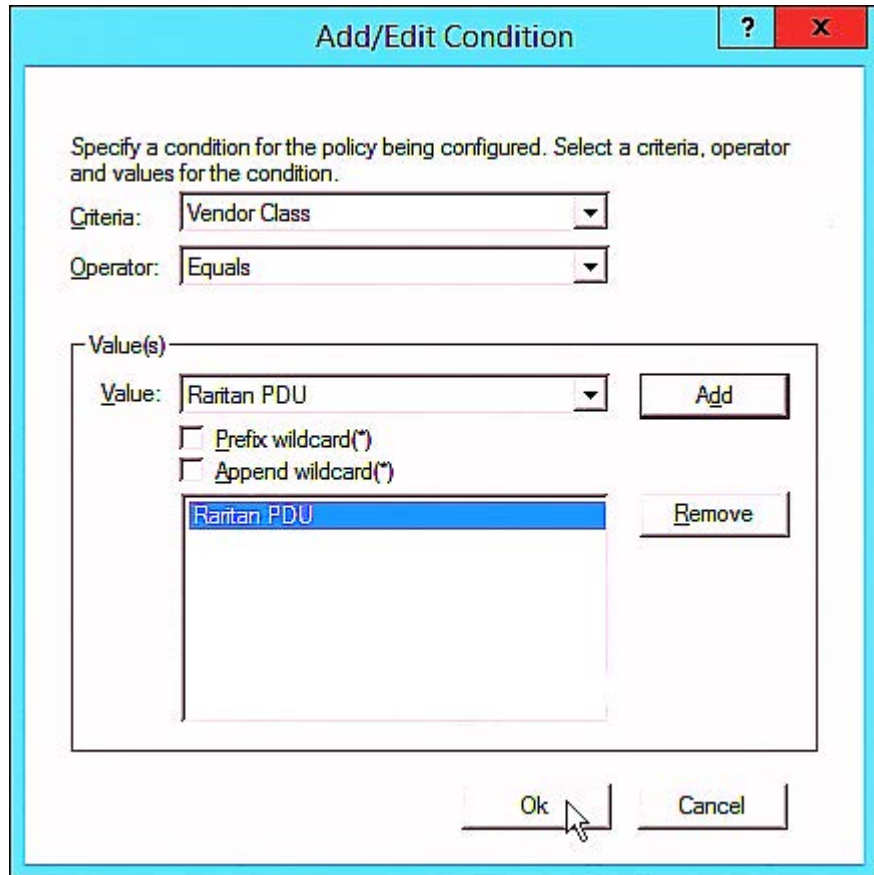 Add/Edit Condition
?
x
Specify a condition for the policy being configured. Select a criteria, operator
and values for the condition.
Criteria: Vendor Class
Operator: Equals
Value(s)
Value: Raritan PDU
Add
Prefix wildcard(*)
Append wildcard(*)
Raritan PDU
Remove
Ok
Cancel